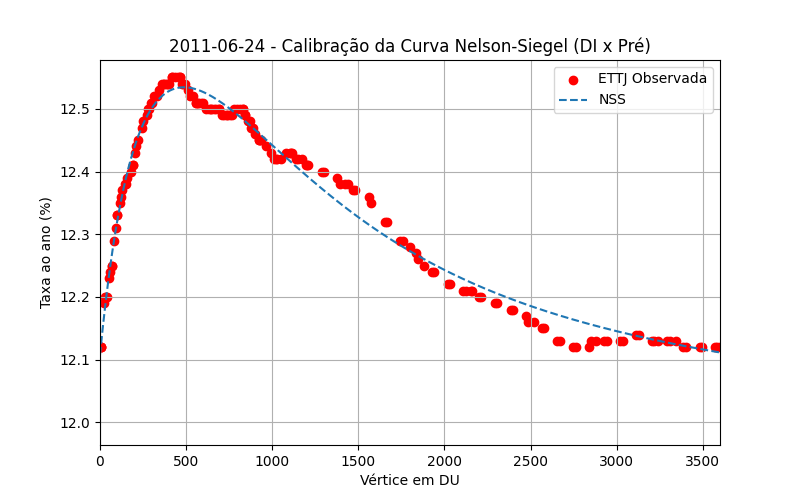 2011-06-24 - Calibração da Curva Nelson-Siegel (DI x Pré)
ETTJ Observada
NSS
Taxa ao ano (%)
12.5
12.4
12.3
12.2
12.1
12.0
0 500 1000 1500 2000 2500 3000 3500
Vértice em DU